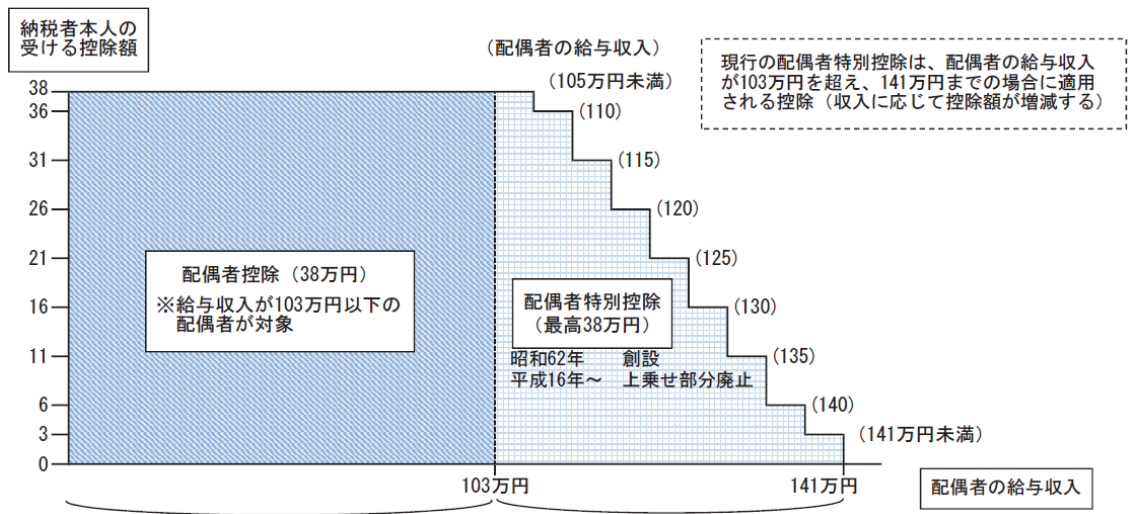 納税者本人の
受ける控除額
(配偶者の給与収入)
現行の配偶者特別控除は、配偶者の給与収入
が103万円を超え、141万円までの場合に適用
される控除（収入に応じて控除額が増減する）
38
(105万円未満)
36
(110)
31
(115)
26
(120)
21
(125)
16
(130)
11
(135)
6
(140)
3
(141万円未満)
0
配偶者控除（38万円）
※給与収入が103万円以下の
配偶者が対象
配偶者特別控除
（最高38万円）
昭和62年 創設
平成16年～ 上乗せ部分廃止
103万円
141万円
配偶者の給与収入